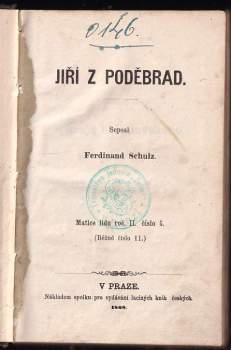 0146.
JIŘÍ Z PODĚBRAD.
Sepsal
Ferdinand Schulz.
Matice lidu roč. II. číslo 5.
(Běžné číslo 11.)
V PRAZE.
Nákladem spolku pro vydávání laciných knih českých.
1868.